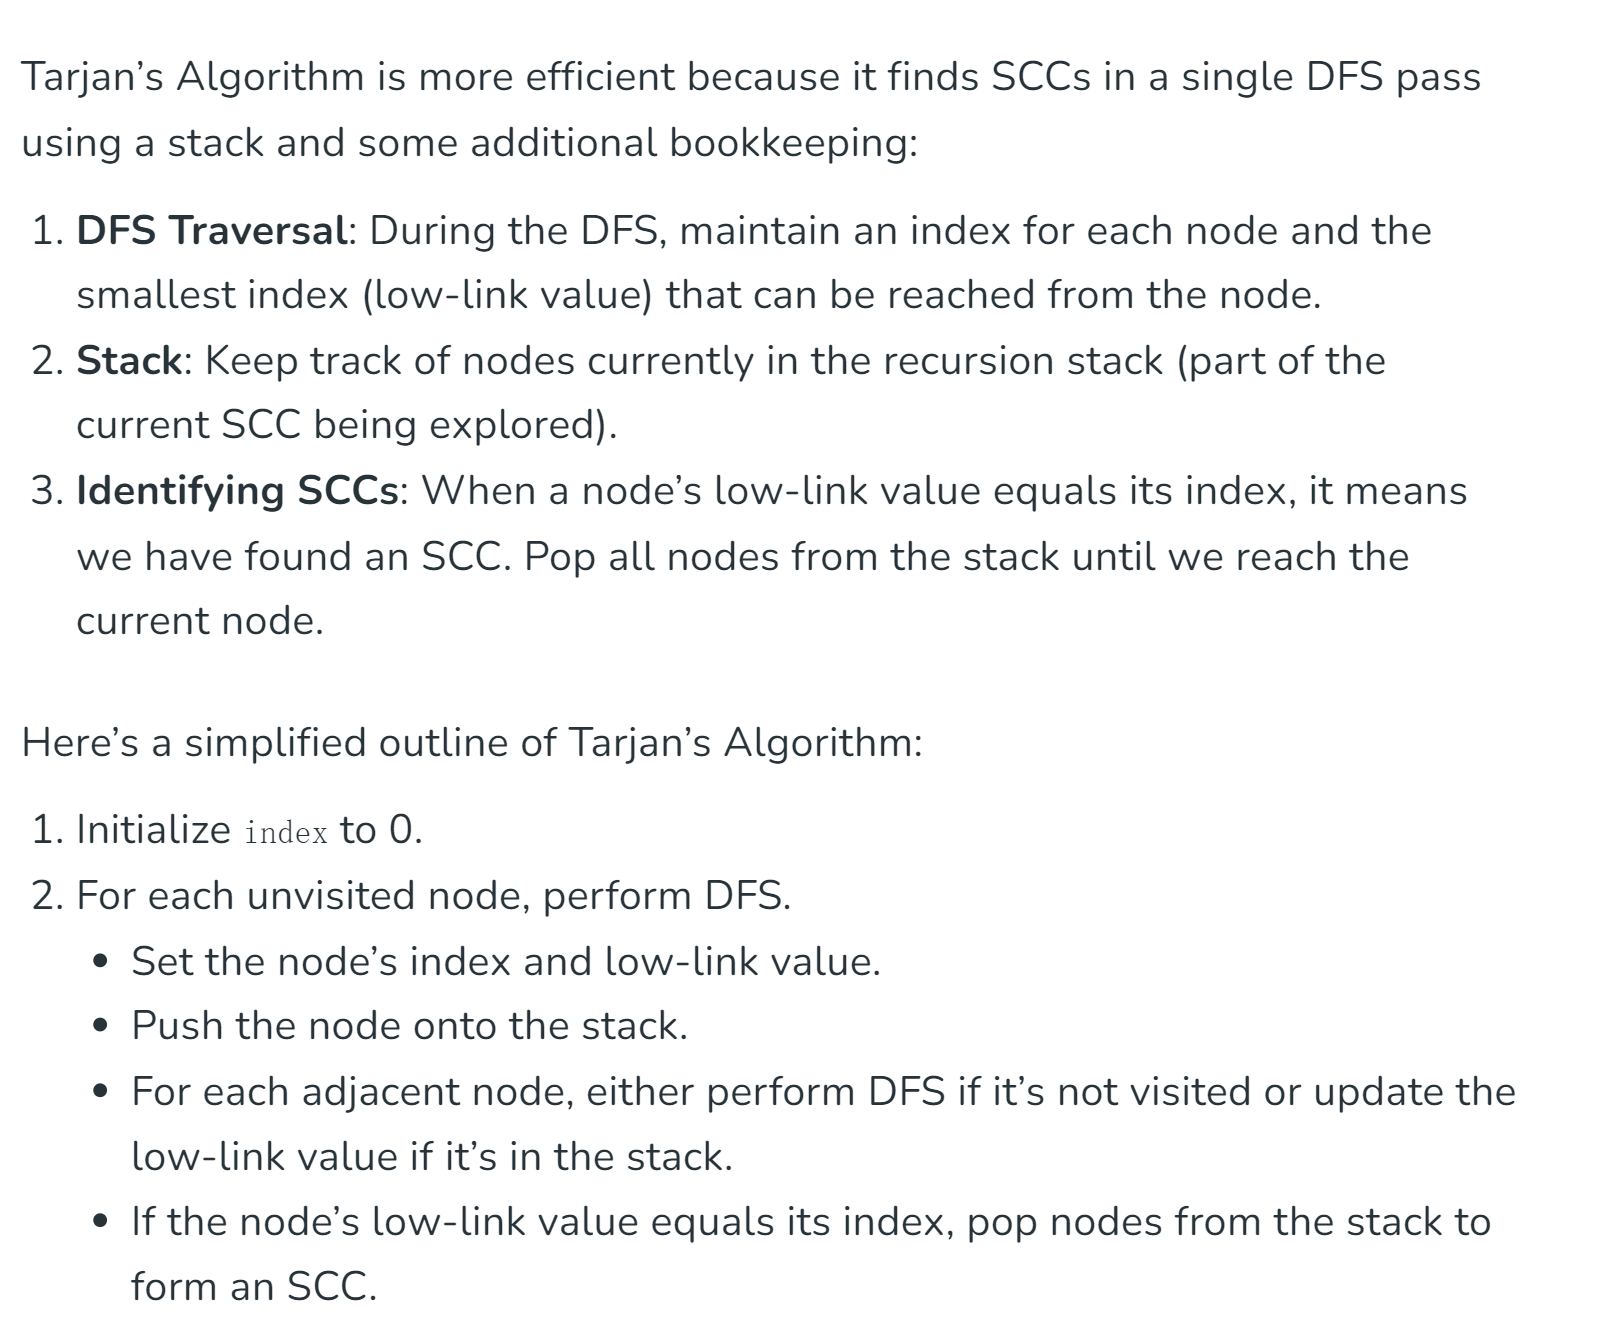 Tarjan’s Algorithm is more efficient because it finds SCCs in a single DFS pass
using a stack and some additional bookkeeping:
1. DFS Traversal: During the DFS, maintain an index for each node and the
smallest index (low-link value) that can be reached from the node.
2. Stack: Keep track of nodes currently in the recursion stack (part of the
current SCC being explored).
3. Identifying SCCs: When a node’s low-link value equals its index, it means
we have found an SCC. Pop all nodes from the stack until we reach the
current node.
Here’s a simplified outline of Tarjan’s Algorithm:
1. Initialize index to 0.
2. For each unvisited node, perform DFS.
• Set the node’s index and low-link value.
• Push the node onto the stack.
• For each adjacent node, either perform DFS if it’s not visited or update the
low-link value if it’s in the stack.
• If the node’s low-link value equals its index, pop nodes from the stack to
form an SCC.